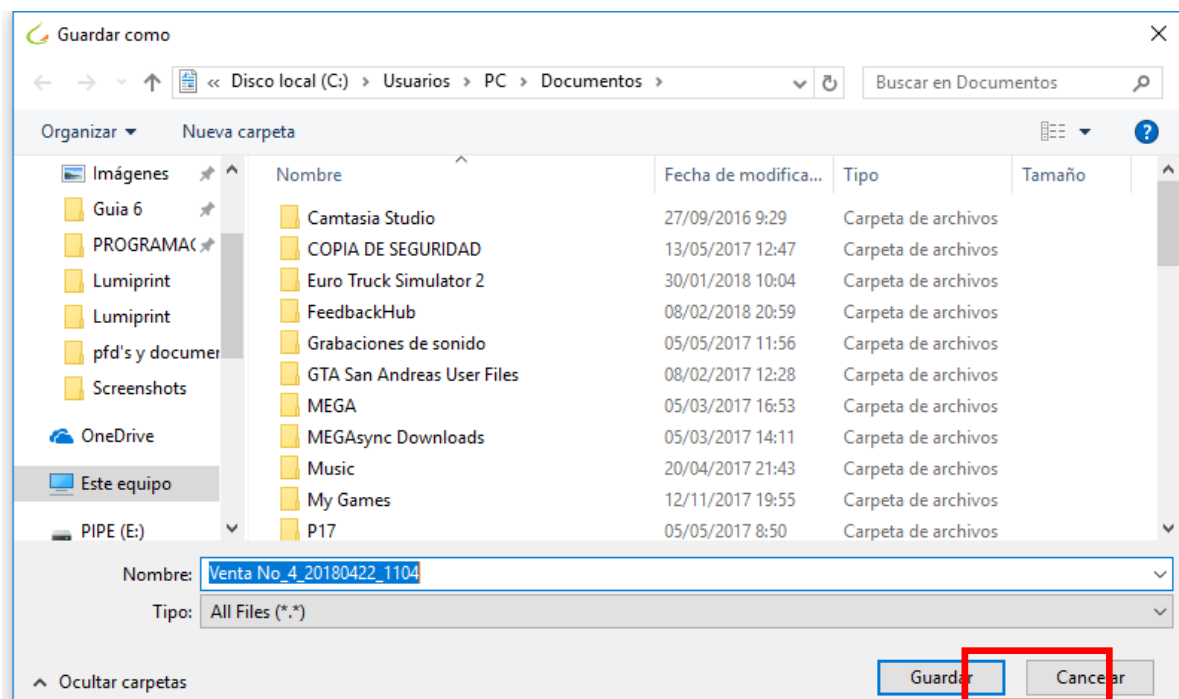 Guardar como
« Disco local (C:) > Usuarios > PC > Documentos >
Buscar en Documentos
Organizar Nueva carpeta
?
Imágenes
Guia 6
PROGRAMAC
Lumiprint
Lumiprint
pfd's y documer
Screenshots
OneDrive
Este equipo
PIPE (E:)
Nombre Fecha de modifica... Tipo Tamaño
Camtasia Studio 27/09/2016 9:29 Carpeta de archivos
COPIA DE SEGURIDAD 13/05/2017 12:47 Carpeta de archivos
Euro Truck Simulator 2 30/01/2018 10:04 Carpeta de archivos
FeedbackHub 08/02/2018 20:59 Carpeta de archivos
Grabaciones de sonido 05/05/2017 11:56 Carpeta de archivos
GTA San Andreas User Files 08/02/2017 12:28 Carpeta de archivos
MEGA 05/03/2017 16:53 Carpeta de archivos
MEGAsync Downloads 05/03/2017 14:11 Carpeta de archivos
Music 20/04/2017 21:43 Carpeta de archivos
My Games 12/11/2017 19:55 Carpeta de archivos
P17 05/05/2017 8:50 Carpeta de archivos
Nombre: Venta No_4_20180422_1104
Tipo: All Files (*.*)
Ocultar carpetas
Guardar
Cancelar